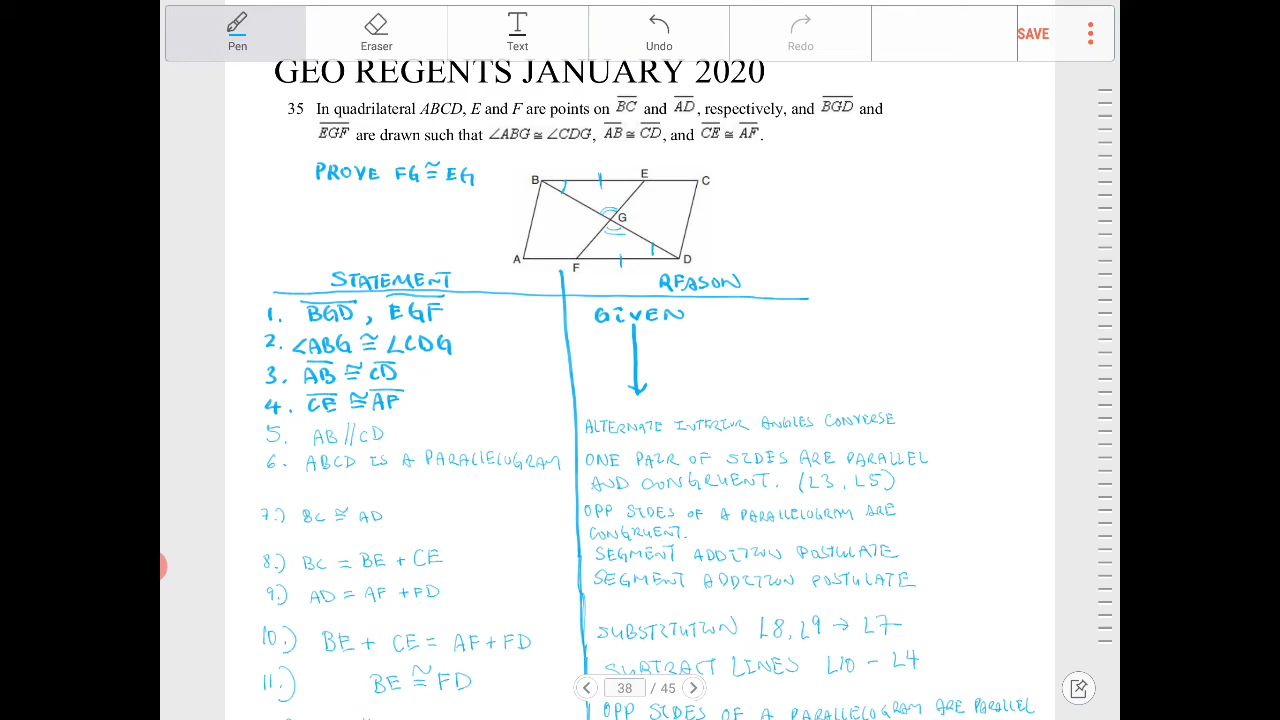 Pen Eraser Text Undo Redo SAVE
GEO REGENTS JANUARY 2020
35 In quadrilateral ABCD, E and F are points on BC and AD, respectively, and BGD and
EGF are drawn such that ∠ABG ≅ ∠CDG, AB ≅ CD, and CE ≅ AF.
PROVE FG ≅ EG
B E C
G
A F D
STATEMENT REASON
1. BGD, EGF GIVEN
2. ∠ABG ≅ ∠CDG
3. AB ≅ CD
4. CE ≅ AF
5. AB // CD ALTERNATE INTERIOR ANGLES CONVERSE
6. ABCD IS A PARALLELOGRAM ONE PAIR OF SIDES ARE PARALLEL
AND CONGRUENT. (L3, L5)
7.) BC ≅ AD OPP SIDES OF A PARALLELOGRAM ARE
CONGRUENT.
8.) BC = BE + CE SEGMENT ADDITION POSTULATE
9.) AD = AF + FD SEGMENT ADDITION POSTULATE
10.) BE + CE = AF + FD SUBSTITUTION L8, L9 → L7
11.) BE ≅ FD SUBTRACT LINES L10 - L4
38 / 45
OPP SIDES OF A PARALLELOGRAM ARE PARALLEL